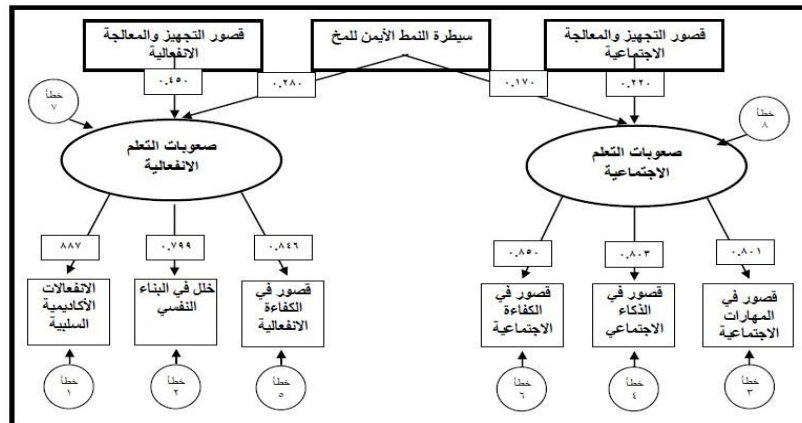 قصور التجهيز والمعالجة
الاجتماعية
سيطرة النمط الأيمن للمخ
قصور التجهيز والمعالجة
الانفعالية
٠.٢٢٠
٠.١٧٠
٠.٢٨٠
٠.٤٥٠
خطأ
٨
خطأ
٧
صعوبات التعلم
الاجتماعية
صعوبات التعلم
الانفعالية
٠.٨٠١
٠.٨٠٣
٠.٨٥٠
٠.٨٤٦
٠.٧٩٩
٨٨٧
قصور في
المهارات
الاجتماعية
قصور في
الذكاء
الاجتماعي
قصور في
الكفاءة
الاجتماعية
قصور في
الكفاءة
الانفعالية
خلل في البناء
النفسي
الانفعالات
الأكاديمية
السلبية
خطأ
٣
خطأ
٤
خطأ
٦
خطأ
٥
خطأ
٢
خطأ
١